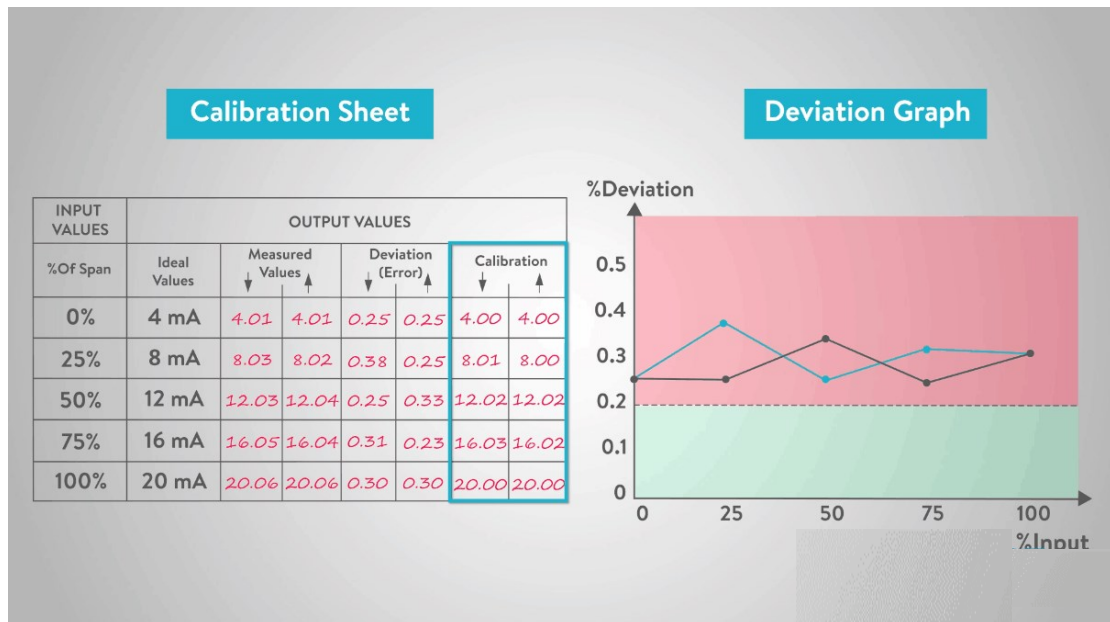 Calibration Sheet
INPUT VALUES
OUTPUT VALUES
%Of Span
Ideal Values
Measured Values
Deviation (Error)
Calibration
0% 4 mA 4.01 4.01 0.25 0.25 4.00 4.00
25% 8 mA 8.03 8.02 0.38 0.25 8.01 8.00
50% 12 mA 12.03 12.04 0.25 0.33 12.02 12.02
75% 16 mA 16.05 16.04 0.31 0.23 16.03 16.02
100% 20 mA 20.06 20.06 0.30 0.30 20.00 20.00
Deviation Graph
%Deviation
0.5
0.4
0.3
0.2
0.1
0
0 25 50 75 100
%Input